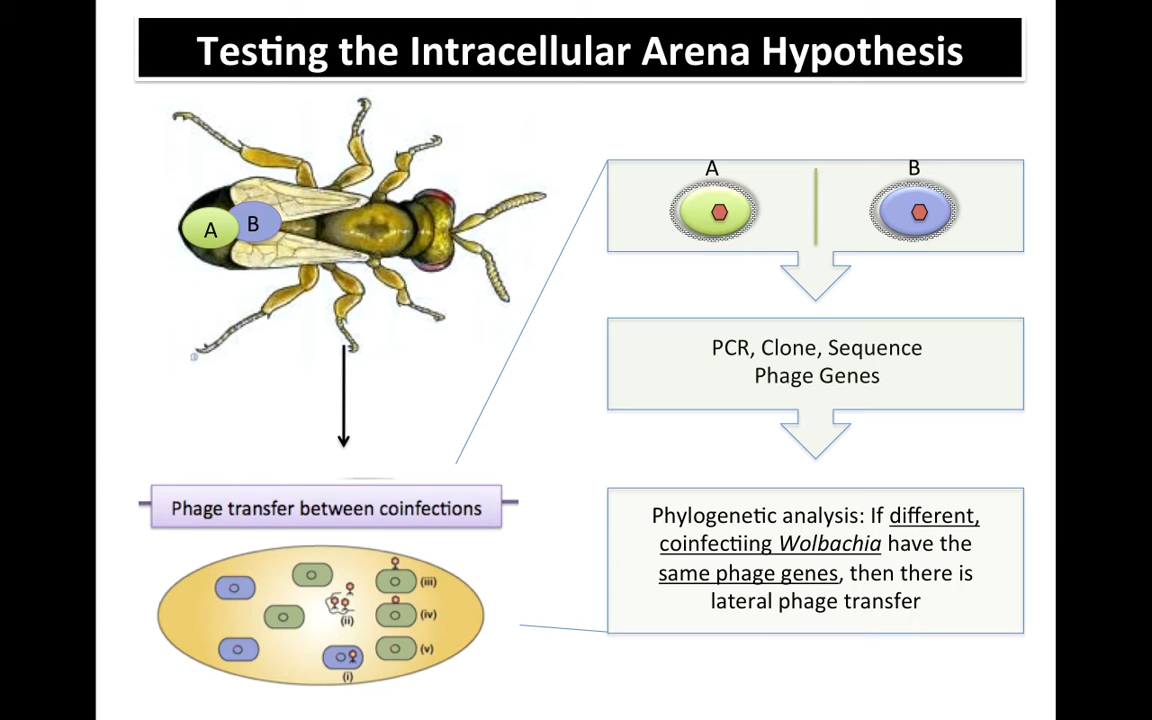 Testing the Intracellular Arena Hypothesis
A
B
A
B
PCR, Clone, Sequence
Phage Genes
Phage transfer between coinfections
(i)
(ii)
(iii)
(iv)
(v)
Phylogenetic analysis: If different,
coinfectiing Wolbachia have the
same phage genes, then there is
lateral phage transfer